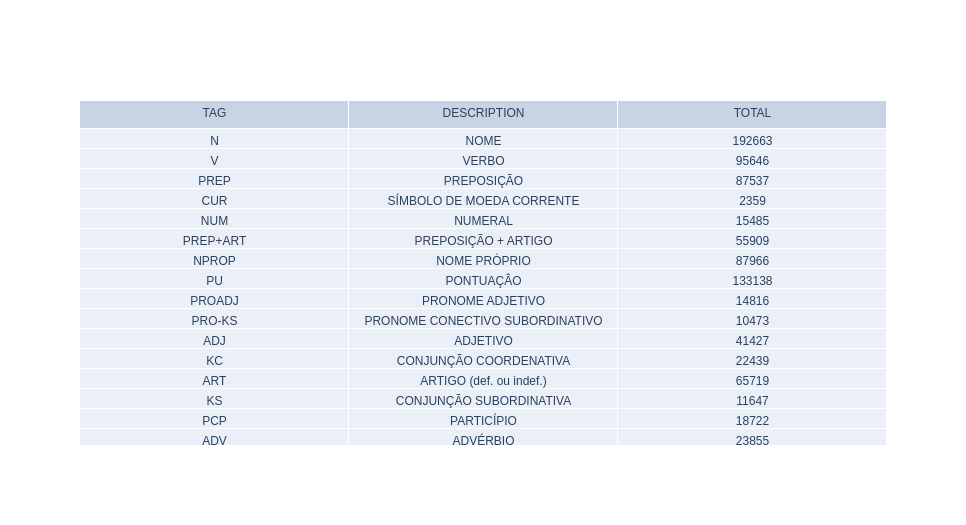 TAG DESCRIPTION TOTAL
N NOME 192663
V VERBO 95646
PREP PREPOSIÇÃO 87537
CUR SÍMBOLO DE MOEDA CORRENTE 2359
NUM NUMERAL 15485
PREP+ART PREPOSIÇÃO + ARTIGO 55909
NPROP NOME PRÓPRIO 87966
PU PONTUAÇÂO 133138
PROADJ PRONOME ADJETIVO 14816
PRO-KS PRONOME CONECTIVO SUBORDINATIVO 10473
ADJ ADJETIVO 41427
KC CONJUNÇÃO COORDENATIVA 22439
ART ARTIGO (def. ou indef.) 65719
KS CONJUNÇÃO SUBORDINATIVA 11647
PCP PARTICÍPIO 18722
ADV ADVÉRBIO 23855